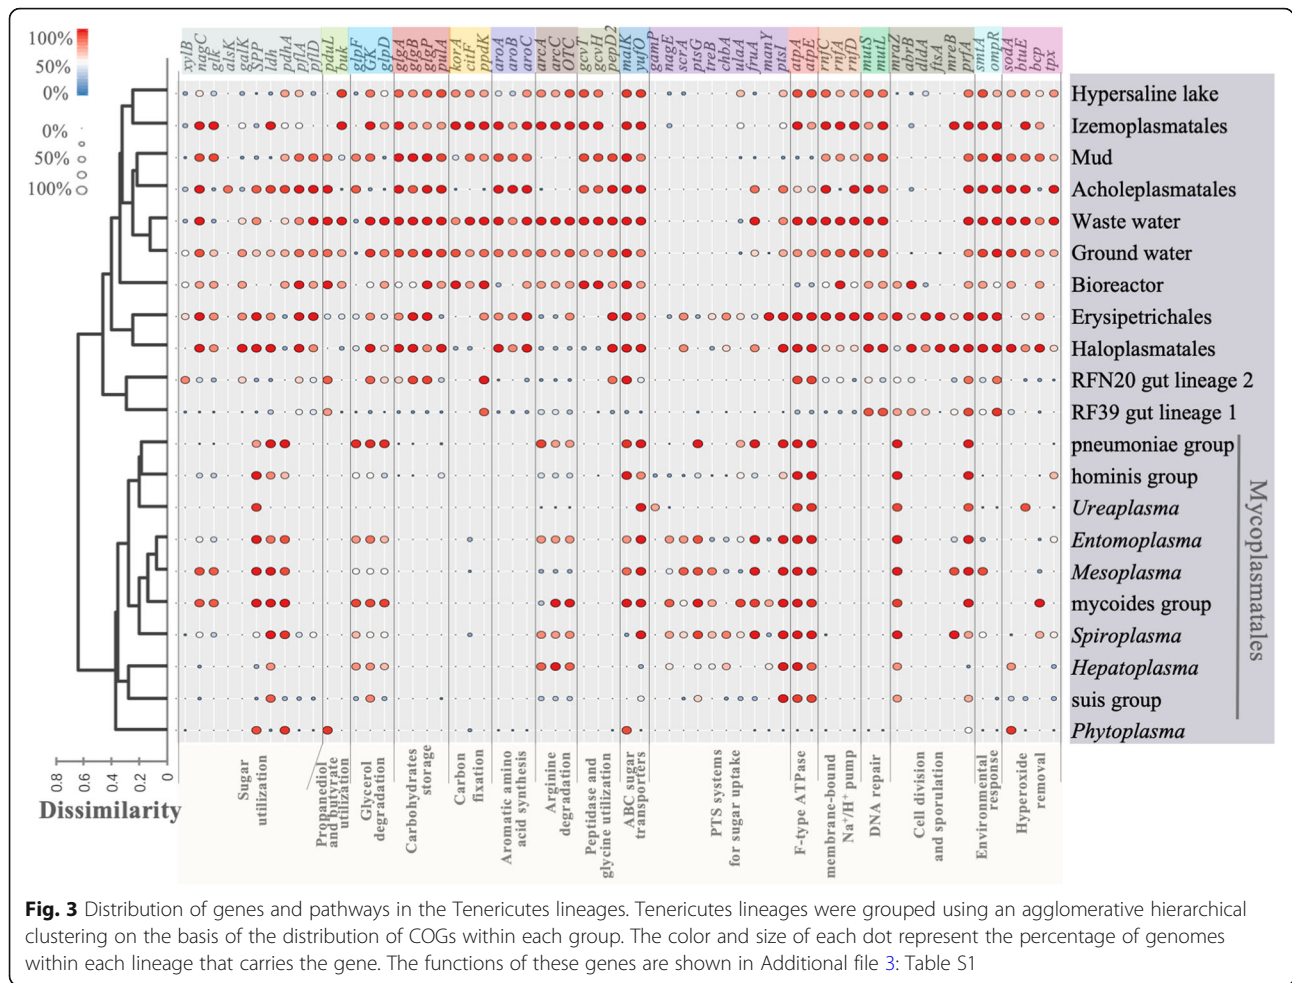 100%
50%
0%
0%
50%
100%
xylB nagC glk alsK galK SPP ldh pdhA pflA pflD pduL buk glpF GK glpD glgA glgB glgP pulA korA citF ppdK aroA aroB aroC arcA arcC OTC gcvT gcvH pepD2 malK yufO gamP nagE scrA ptsG treB chbA ulaA fruA manY ptsI atpA atpE rnfC rnfA rnfD mutS mutL mraZ abrB dldA ftsA mreB prfA smtA ompR sodA btuE bcp tpx
Hypersaline lake
Izemoplasmatales
Mud
Acholeplasmatales
Waste water
Ground water
Bioreactor
Erysipetrichales
Haloplasmatales
RFN20 gut lineage 2
RF39 gut lineage 1
pneumoniae group
hominis group
Ureaplasma
Entomoplasma
Mesoplasma
mycoides group
Spiroplasma
Hepatoplasma
suis group
Phytoplasma
Mycoplasmatales
0.8 0.6 0.4 0.2 0
Dissimilarity
Sugar
utilization
Propanediol
and butyrate
utilization
Glycerol
degradation
Carbohydrates
storage
Carbon
fixation
Aromatic amino
acid synthesis
Arginine
degradation
Peptidase and
glycine utilization
ABC sugar
transporters
PTS systems
for sugar uptake
F-type ATPase
membrane-bound
Na⁺/H⁺ pump
DNA repair
Cell division
and sporulation
Environmental
response
Hyperoxide
removal
Fig. 3 Distribution of genes and pathways in the Tenericutes lineages. Tenericutes lineages were grouped using an agglomerative hierarchical
clustering on the basis of the distribution of COGs within each group. The color and size of each dot represent the percentage of genomes
within each lineage that carries the gene. The functions of these genes are shown in Additional file 3: Table S1